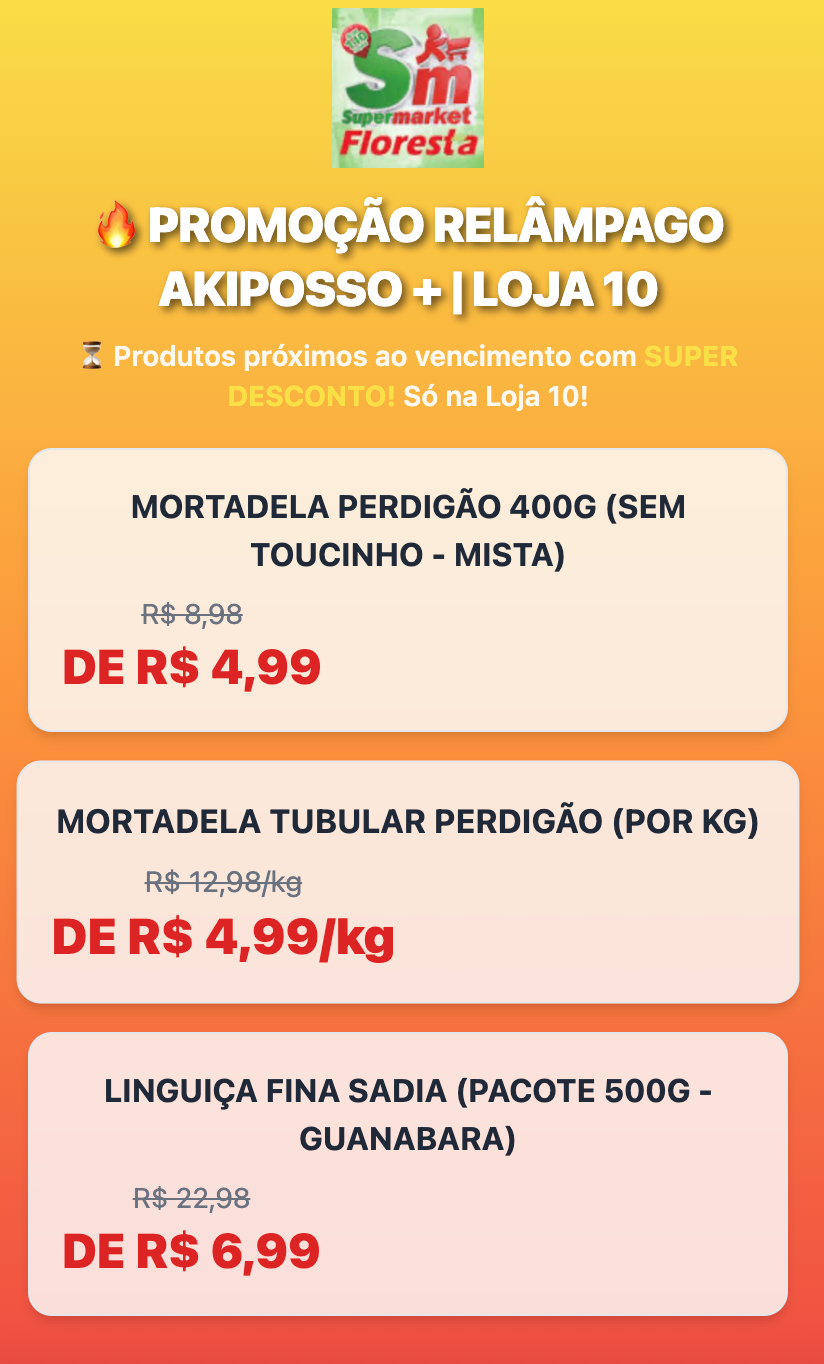 Sm
Supermarket
Floresta
🔥 PROMOÇÃO RELÂMPAGO
AKIPOSSO + | LOJA 10
⏳ Produtos próximos ao vencimento com SUPER
DESCONTO! Só na Loja 10!
MORTADELA PERDIGÃO 400G (SEM
TOUCINHO - MISTA)
R$ 8,98
DE R$ 4,99
MORTADELA TUBULAR PERDIGÃO (POR KG)
R$ 12,98/kg
DE R$ 4,99/kg
LINGUIÇA FINA SADIA (PACOTE 500G -
GUANABARA)
R$ 22,98
DE R$ 6,99